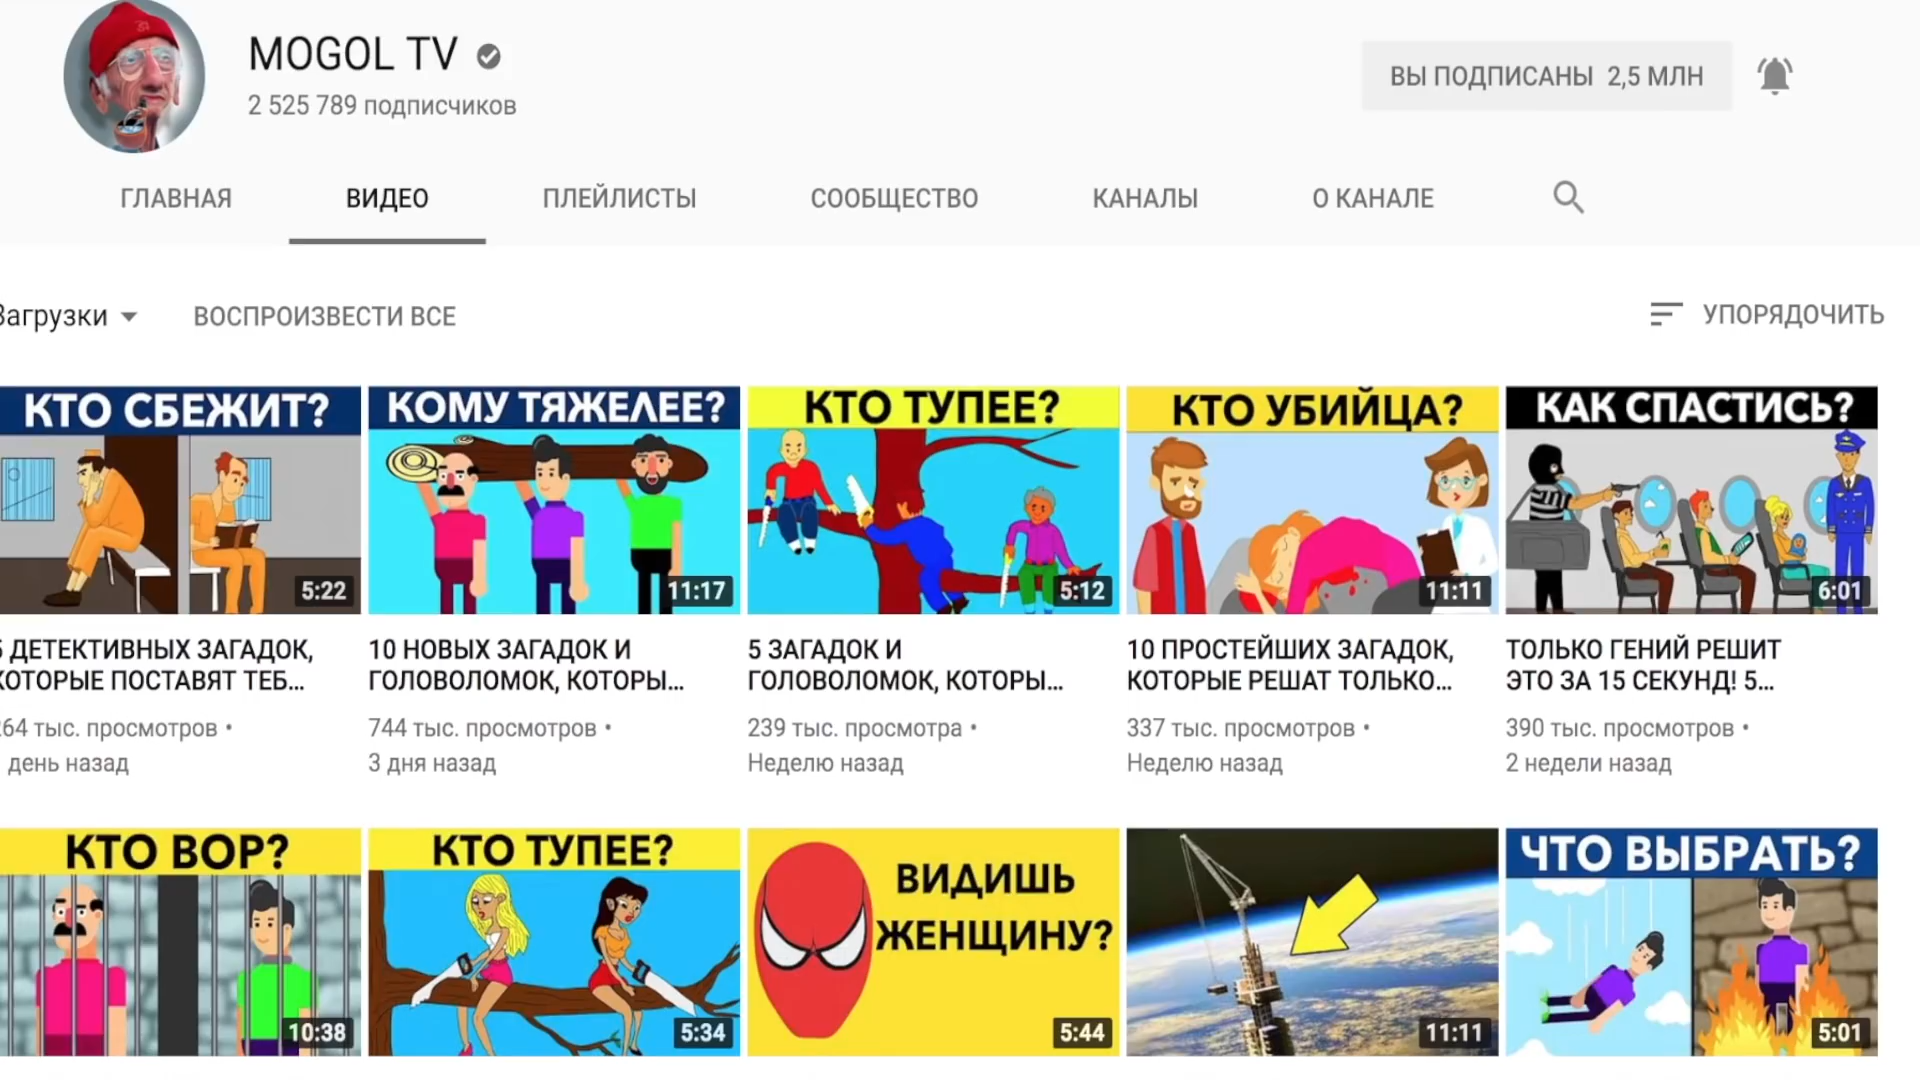 MOGOL TV
2 525 789 подписчиков
ВЫ ПОДПИСАНЫ 2,5 МЛН
ГЛАВНАЯ ВИДЕО ПЛЕЙЛИСТЫ СООБЩЕСТВО КАНАЛЫ О КАНАЛЕ
Загрузки ВОСПРОИЗВЕСТИ ВСЕ УПОРЯДОЧИТЬ
КТО СБЕЖИТ?
5:22
5 ДЕТЕКТИВНЫХ ЗАГАДОК,
КОТОРЫЕ ПОСТАВЯТ ТЕБ...
264 тыс. просмотров •
день назад
КОМУ ТЯЖЕЛЕЕ?
11:17
10 НОВЫХ ЗАГАДОК И
ГОЛОВОЛОМОК, КОТОРЫ...
744 тыс. просмотров •
3 дня назад
КТО ТУПЕЕ?
5:12
5 ЗАГАДОК И
ГОЛОВОЛОМОК, КОТОРЫ...
239 тыс. просмотра •
Неделю назад
КТО УБИЙЦА?
11:11
10 ПРОСТЕЙШИХ ЗАГАДОК,
КОТОРЫЕ РЕШАТ ТОЛЬКО...
337 тыс. просмотров •
Неделю назад
КАК СПАСТИСЬ?
6:01
ТОЛЬКО ГЕНИЙ РЕШИТ
ЭТО ЗА 15 СЕКУНД! 5...
390 тыс. просмотров •
2 недели назад
КТО ВОР?
10:38
КТО ТУПЕЕ?
5:34
ВИДИШЬ
ЖЕНЩИНУ?
5:44
11:11
ЧТО ВЫБРАТЬ?
5:01